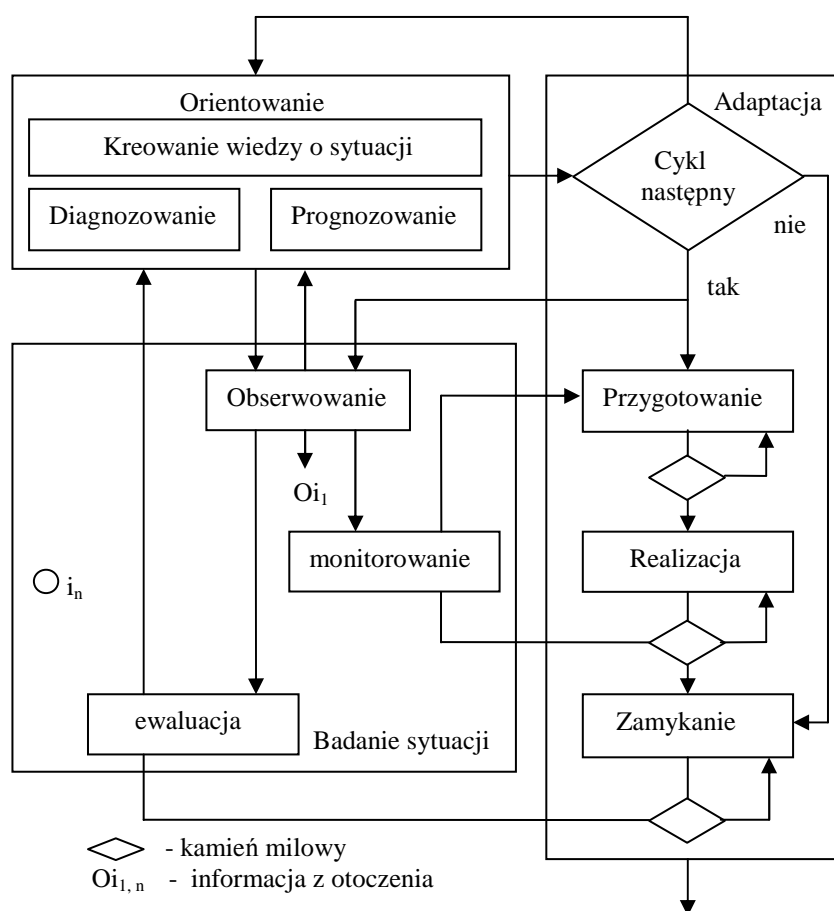 Orientowanie
Kreowanie wiedzy o sytuacji
Diagnozowanie
Prognozowanie
Adaptacja
Cykl
następny
nie
tak
Obserwowanie
Przygotowanie
Oi₁
monitorowanie
Realizacja
iₙ
ewaluacja
Badanie sytuacji
Zamykanie
- kamień milowy
Oi₁, ₙ - informacja z otoczenia